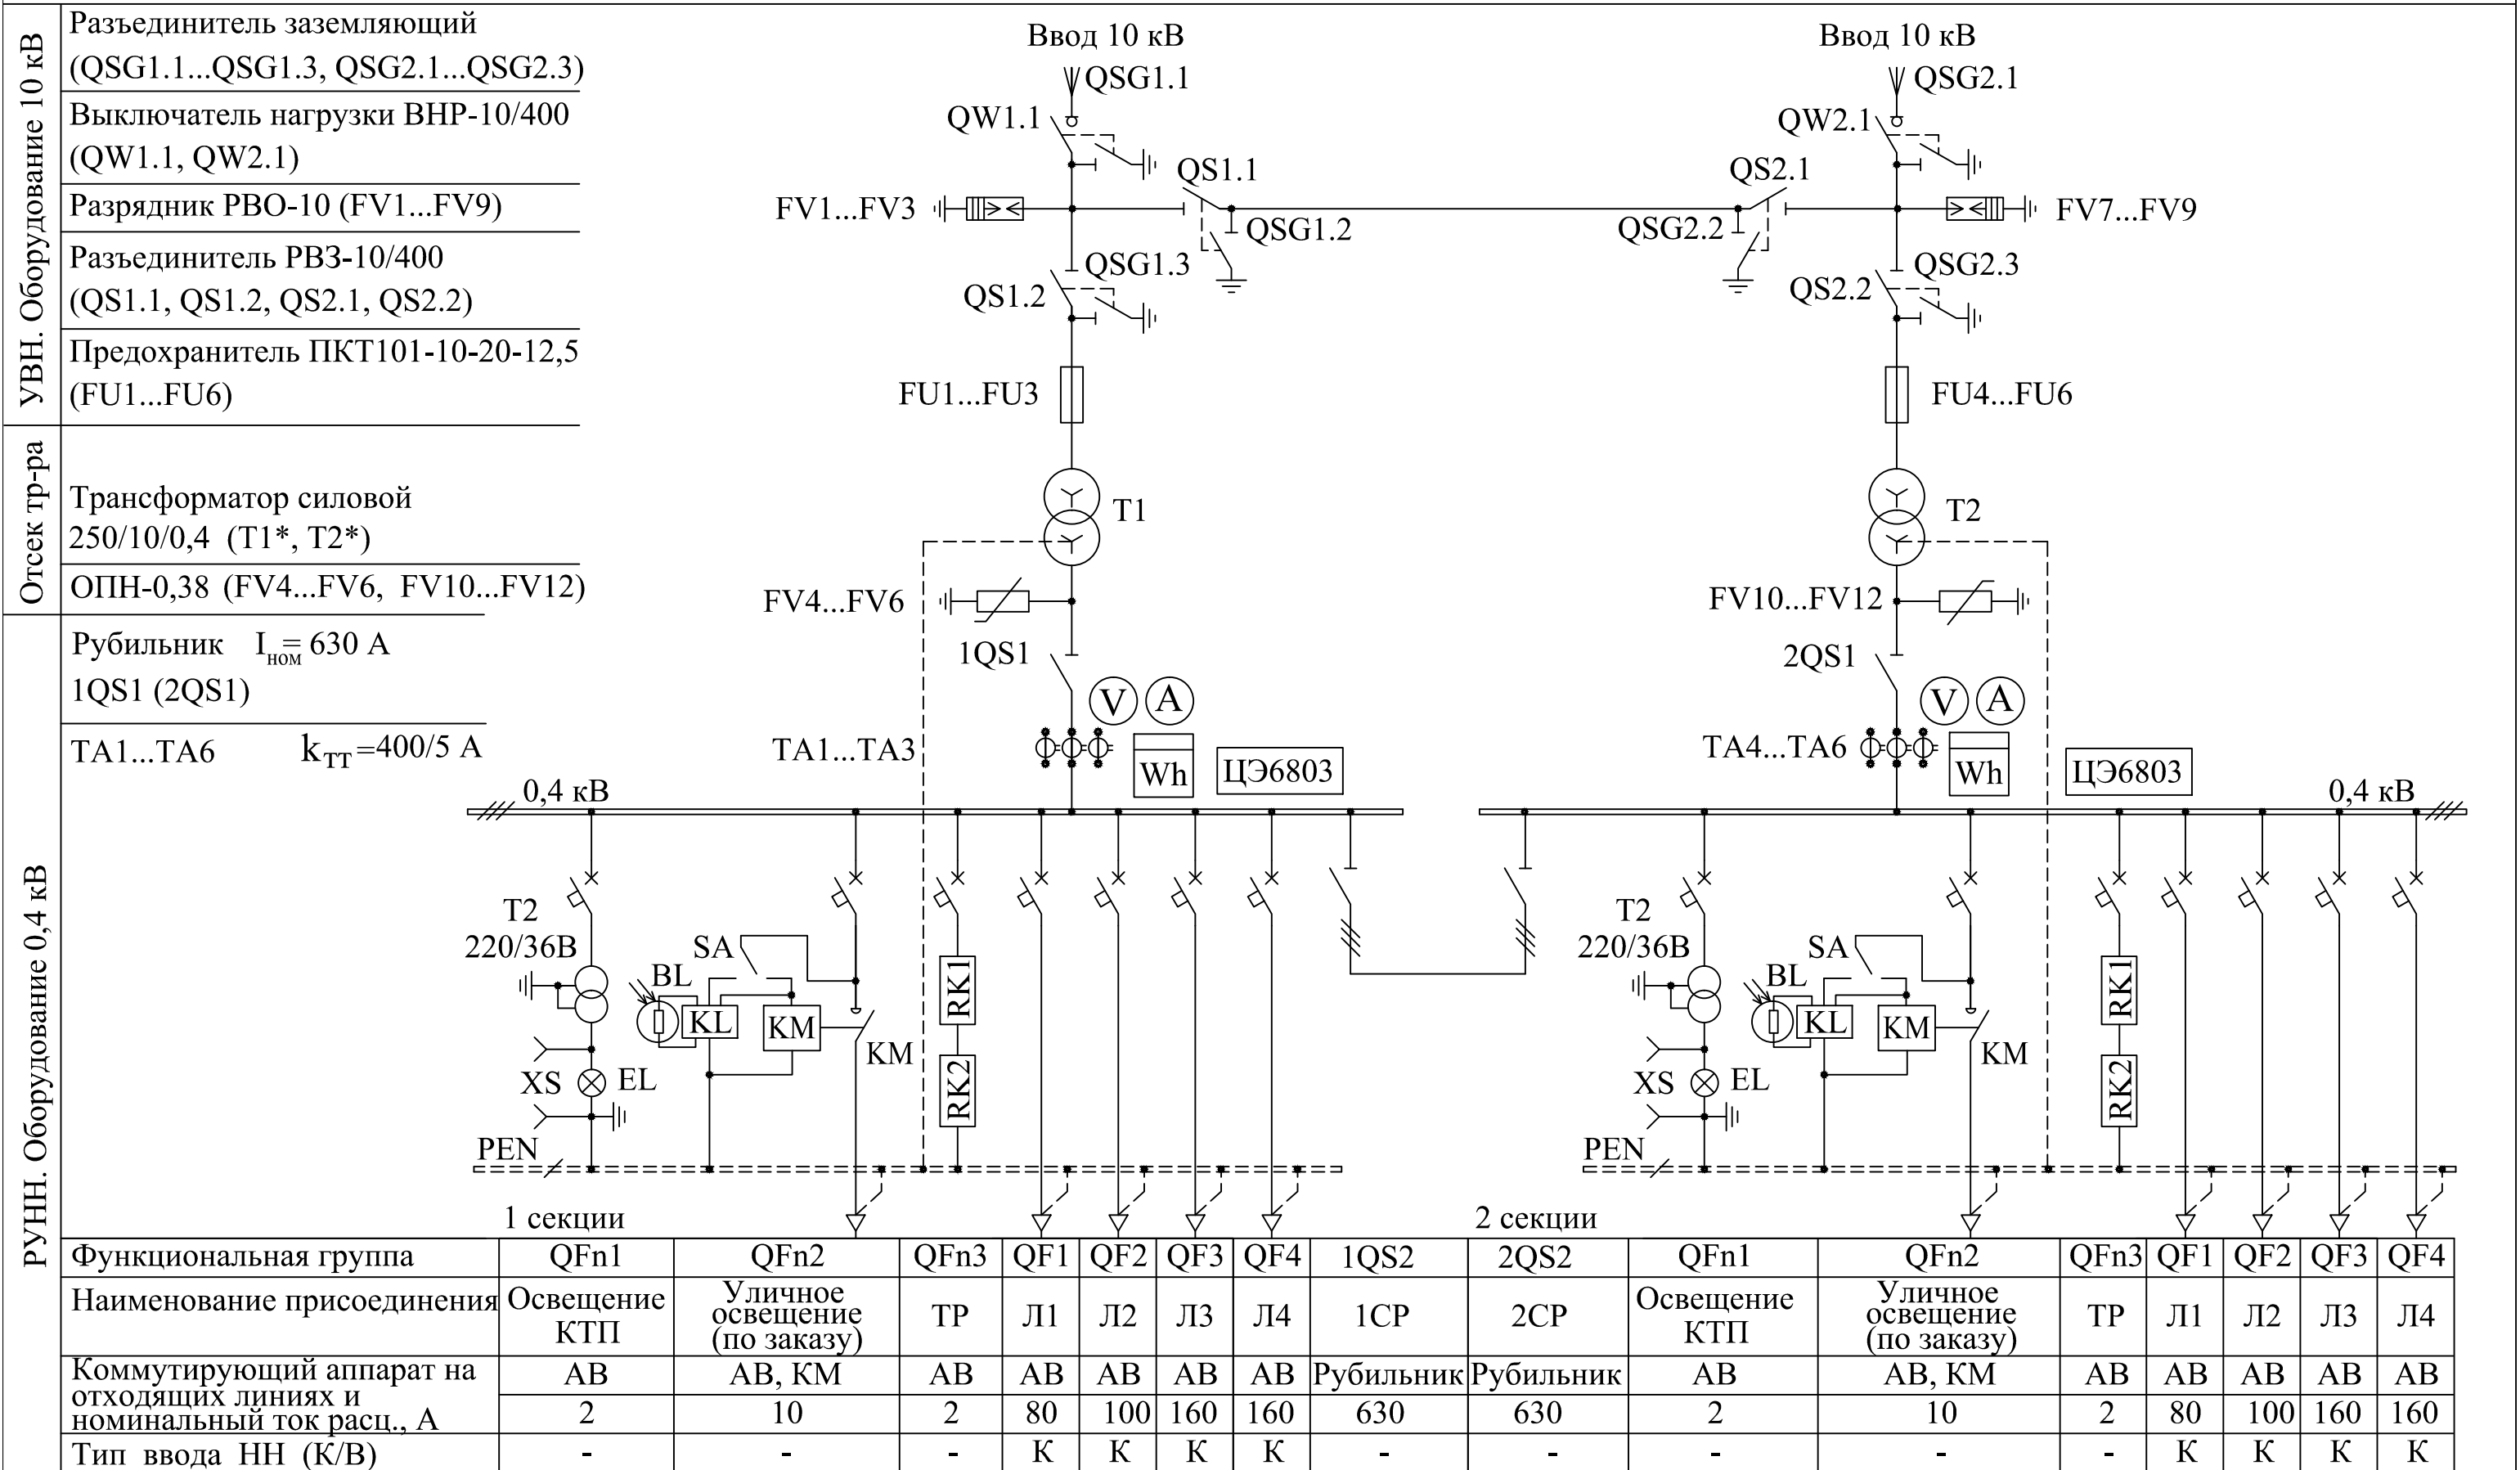 УВН. Оборудование 10 кВ
Разъединитель заземляющий
(QSG1.1...QSG1.3, QSG2.1...QSG2.3)
Выключатель нагрузки ВНР-10/400
(QW1.1, QW2.1)
Разрядник РВО-10 (FV1...FV9)
Разъединитель РВЗ-10/400
(QS1.1, QS1.2, QS2.1, QS2.2)
Предохранитель ПКТ101-10-20-12,5
(FU1...FU6)
Отсек тр-ра
Трансформатор силовой
250/10/0,4 (Т1*, Т2*)
ОПН-0,38 (FV4...FV6, FV10...FV12)
РУНН. Оборудование 0,4 кВ
Рубильник Iном= 630 А
1QS1 (2QS1)
ТА1...ТА6 kТТ=400/5 А
Ввод 10 кВ
QSG1.1
QW1.1
QS1.1
FV1...FV3
QSG1.2
QSG1.3
QS1.2
FU1...FU3
Т1
FV4...FV6
1QS1
V A
ТА1...ТА3
Wh
ЦЭ6803
0,4 кВ
Ввод 10 кВ
QSG2.1
QW2.1
QS2.1
FV7...FV9
QSG2.2
QSG2.3
QS2.2
FU4...FU6
Т2
FV10...FV12
2QS1
V A
ТА4...ТА6
Wh
ЦЭ6803
0,4 кВ
Т2
220/36В
SA
BL
KL
KM
KM
RK1
RK2
XS
EL
PEN
1 секции
Т2
220/36В
SA
BL
KL
KM
KM
RK1
RK2
XS
EL
PEN
2 секции
Функциональная группа QFn1 QFn2 QFn3 QF1 QF2 QF3 QF4 1QS2 2QS2 QFn1 QFn2 QFn3 QF1 QF2 QF3 QF4
Наименование присоединения Освещение КТП Уличное освещение (по заказу) ТР Л1 Л2 Л3 Л4 1СР 2СР Освещение КТП Уличное освещение (по заказу) ТР Л1 Л2 Л3 Л4
Коммутирующий аппарат на АВ АВ, КМ АВ АВ АВ АВ АВ Рубильник Рубильник АВ АВ, КМ АВ АВ АВ АВ АВ
отходящих линиях и
номинальный ток расц., А 2 10 2 80 100 160 160 630 630 2 10 2 80 100 160 160
Тип ввода НН (К/В) - - - К К К К - - - - - К К К К